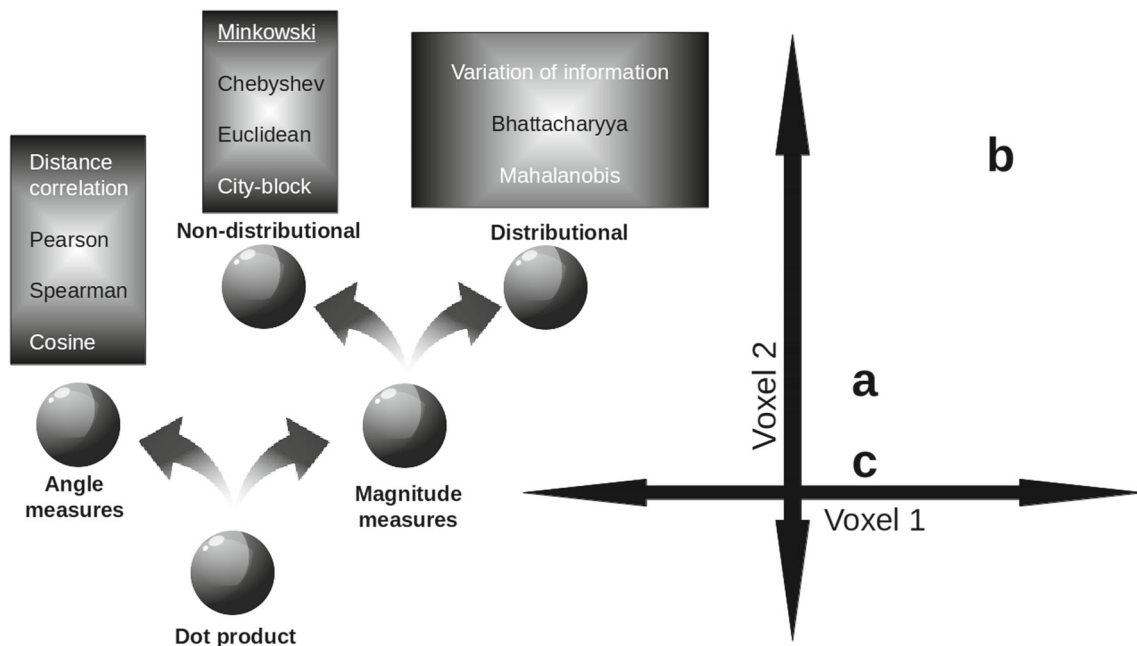 Minkowski
Chebyshev
Euclidean
City-block
Non-distributional
Variation of information
Bhattacharyya
Mahalanobis
Distributional
Distance
correlation
Pearson
Spearman
Cosine
Angle
measures
Magnitude
measures
Dot product
b
a
c
Voxel 2
Voxel 1